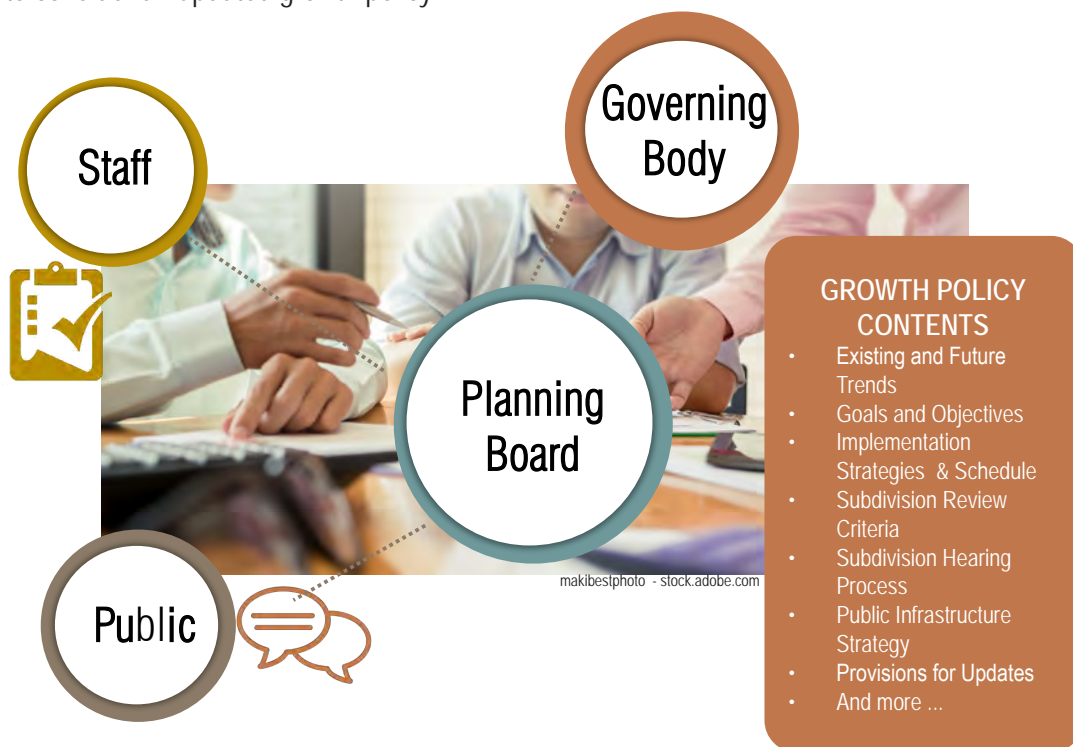 Governing
Body
Staff
Planning
Board
Public
makibestphoto - stock.adobe.com
GROWTH POLICY
CONTENTS
• Existing and Future
Trends
• Goals and Objectives
• Implementation
Strategies & Schedule
• Subdivision Review
Criteria
• Subdivision Hearing
Process
• Public Infrastructure
Strategy
• Provisions for Updates
• And more ...